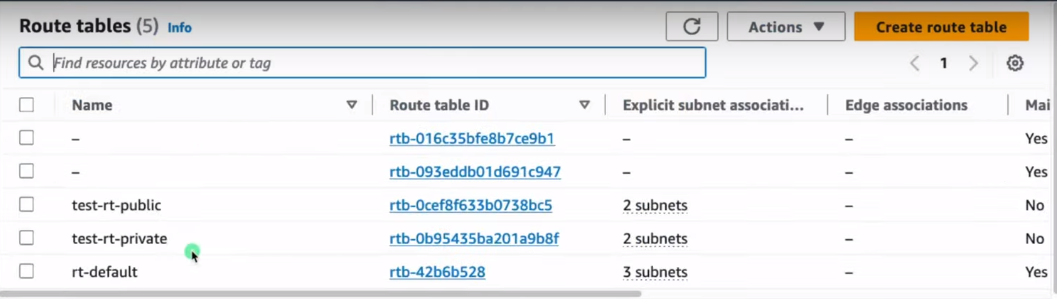 Route tables (5) Info Actions Create route table
Find resources by attribute or tag 1
Name Route table ID Explicit subnet associati... Edge associations Mai
– rtb-016c35bfe8b7ce9b1 – – Yes
– rtb-093eddb01d691c947 – – Yes
test-rt-public rtb-0cef8f633b0738bc5 2 subnets – No
test-rt-private rtb-0b95435ba201a9b8f 2 subnets – No
rt-default rtb-42b6b528 3 subnets – Yes